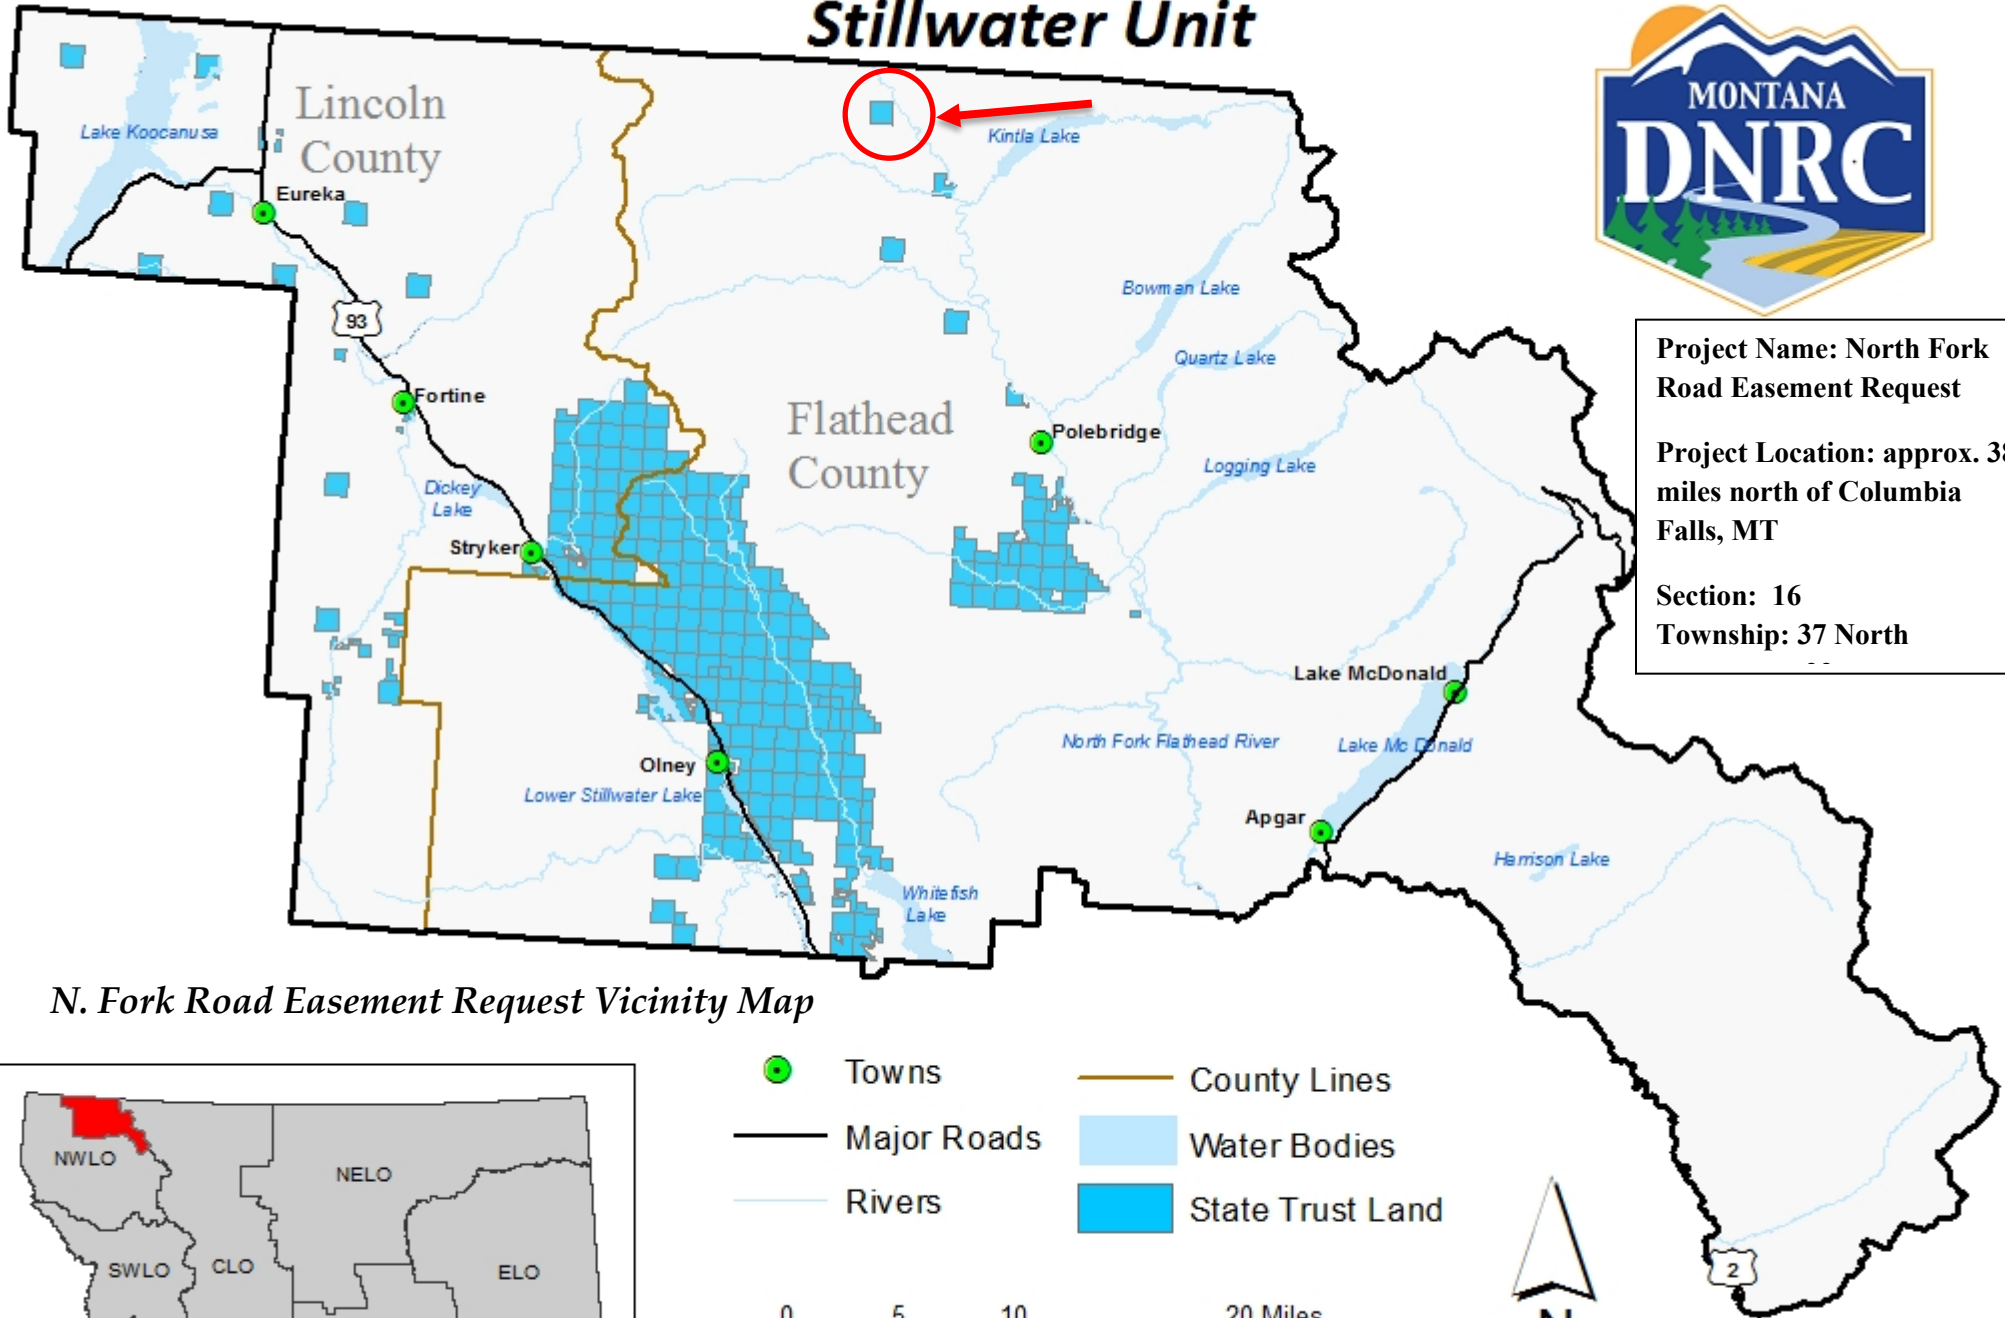 Stillwater Unit
MONTANA
DNRC
Lincoln
County
Lake Koocanusa
Eureka
Kintla Lake
93
Bowman Lake
Quartz Lake
Fortine
Flathead
County
Polebridge
Logging Lake
Dickey
Lake
Stryker
Project Name: North Fork
Road Easement Request
Project Location: approx. 38
miles north of Columbia
Falls, MT
Section: 16
Township: 37 North
Lake McDonald
North Fork Flathead River
Lake Mc Donald
Olney
Lower Stillwater Lake
Apgar
Harrison Lake
Whitefish
Lake
N. Fork Road Easement Request Vicinity Map
Towns
County Lines
Major Roads
Water Bodies
Rivers
State Trust Land
NWLO
NELO
SWLO
CLO
ELO
2
0 5 10 20 Miles
N